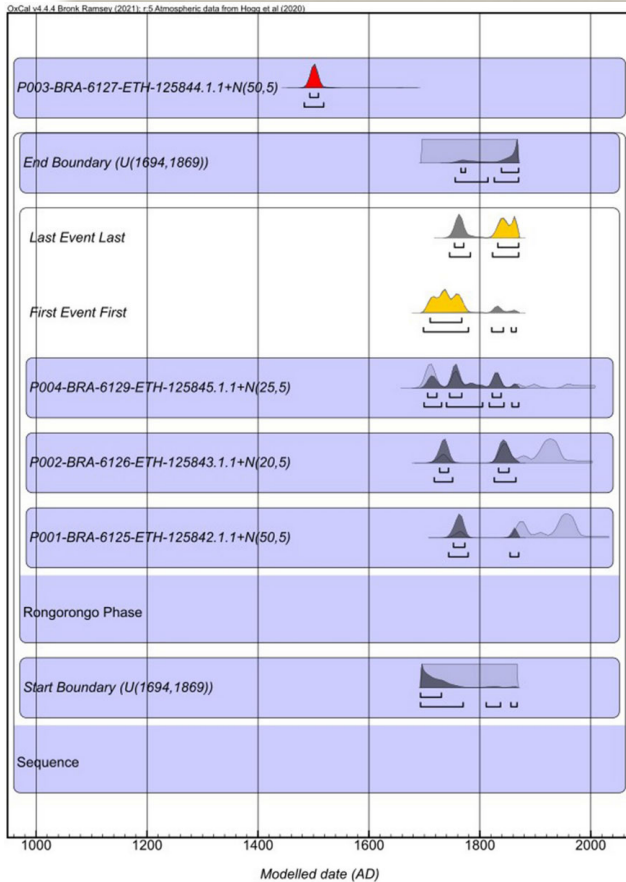 OxCal v4.4.4 Bronk Ramsey (2021); r:5 Atmospheric data from Hogg et al (2020)
P003-BRA-6127-ETH-125844.1.1+N(50,5)
End Boundary (U(1694,1869))
Last Event Last
First Event First
P004-BRA-6129-ETH-125845.1.1+N(25,5)
P002-BRA-6126-ETH-125843.1.1+N(20,5)
P001-BRA-6125-ETH-125842.1.1+N(50,5)
Rongorongo Phase
Start Boundary (U(1694,1869))
Sequence
1000 1200 1400 1600 1800 2000
Modelled date (AD)